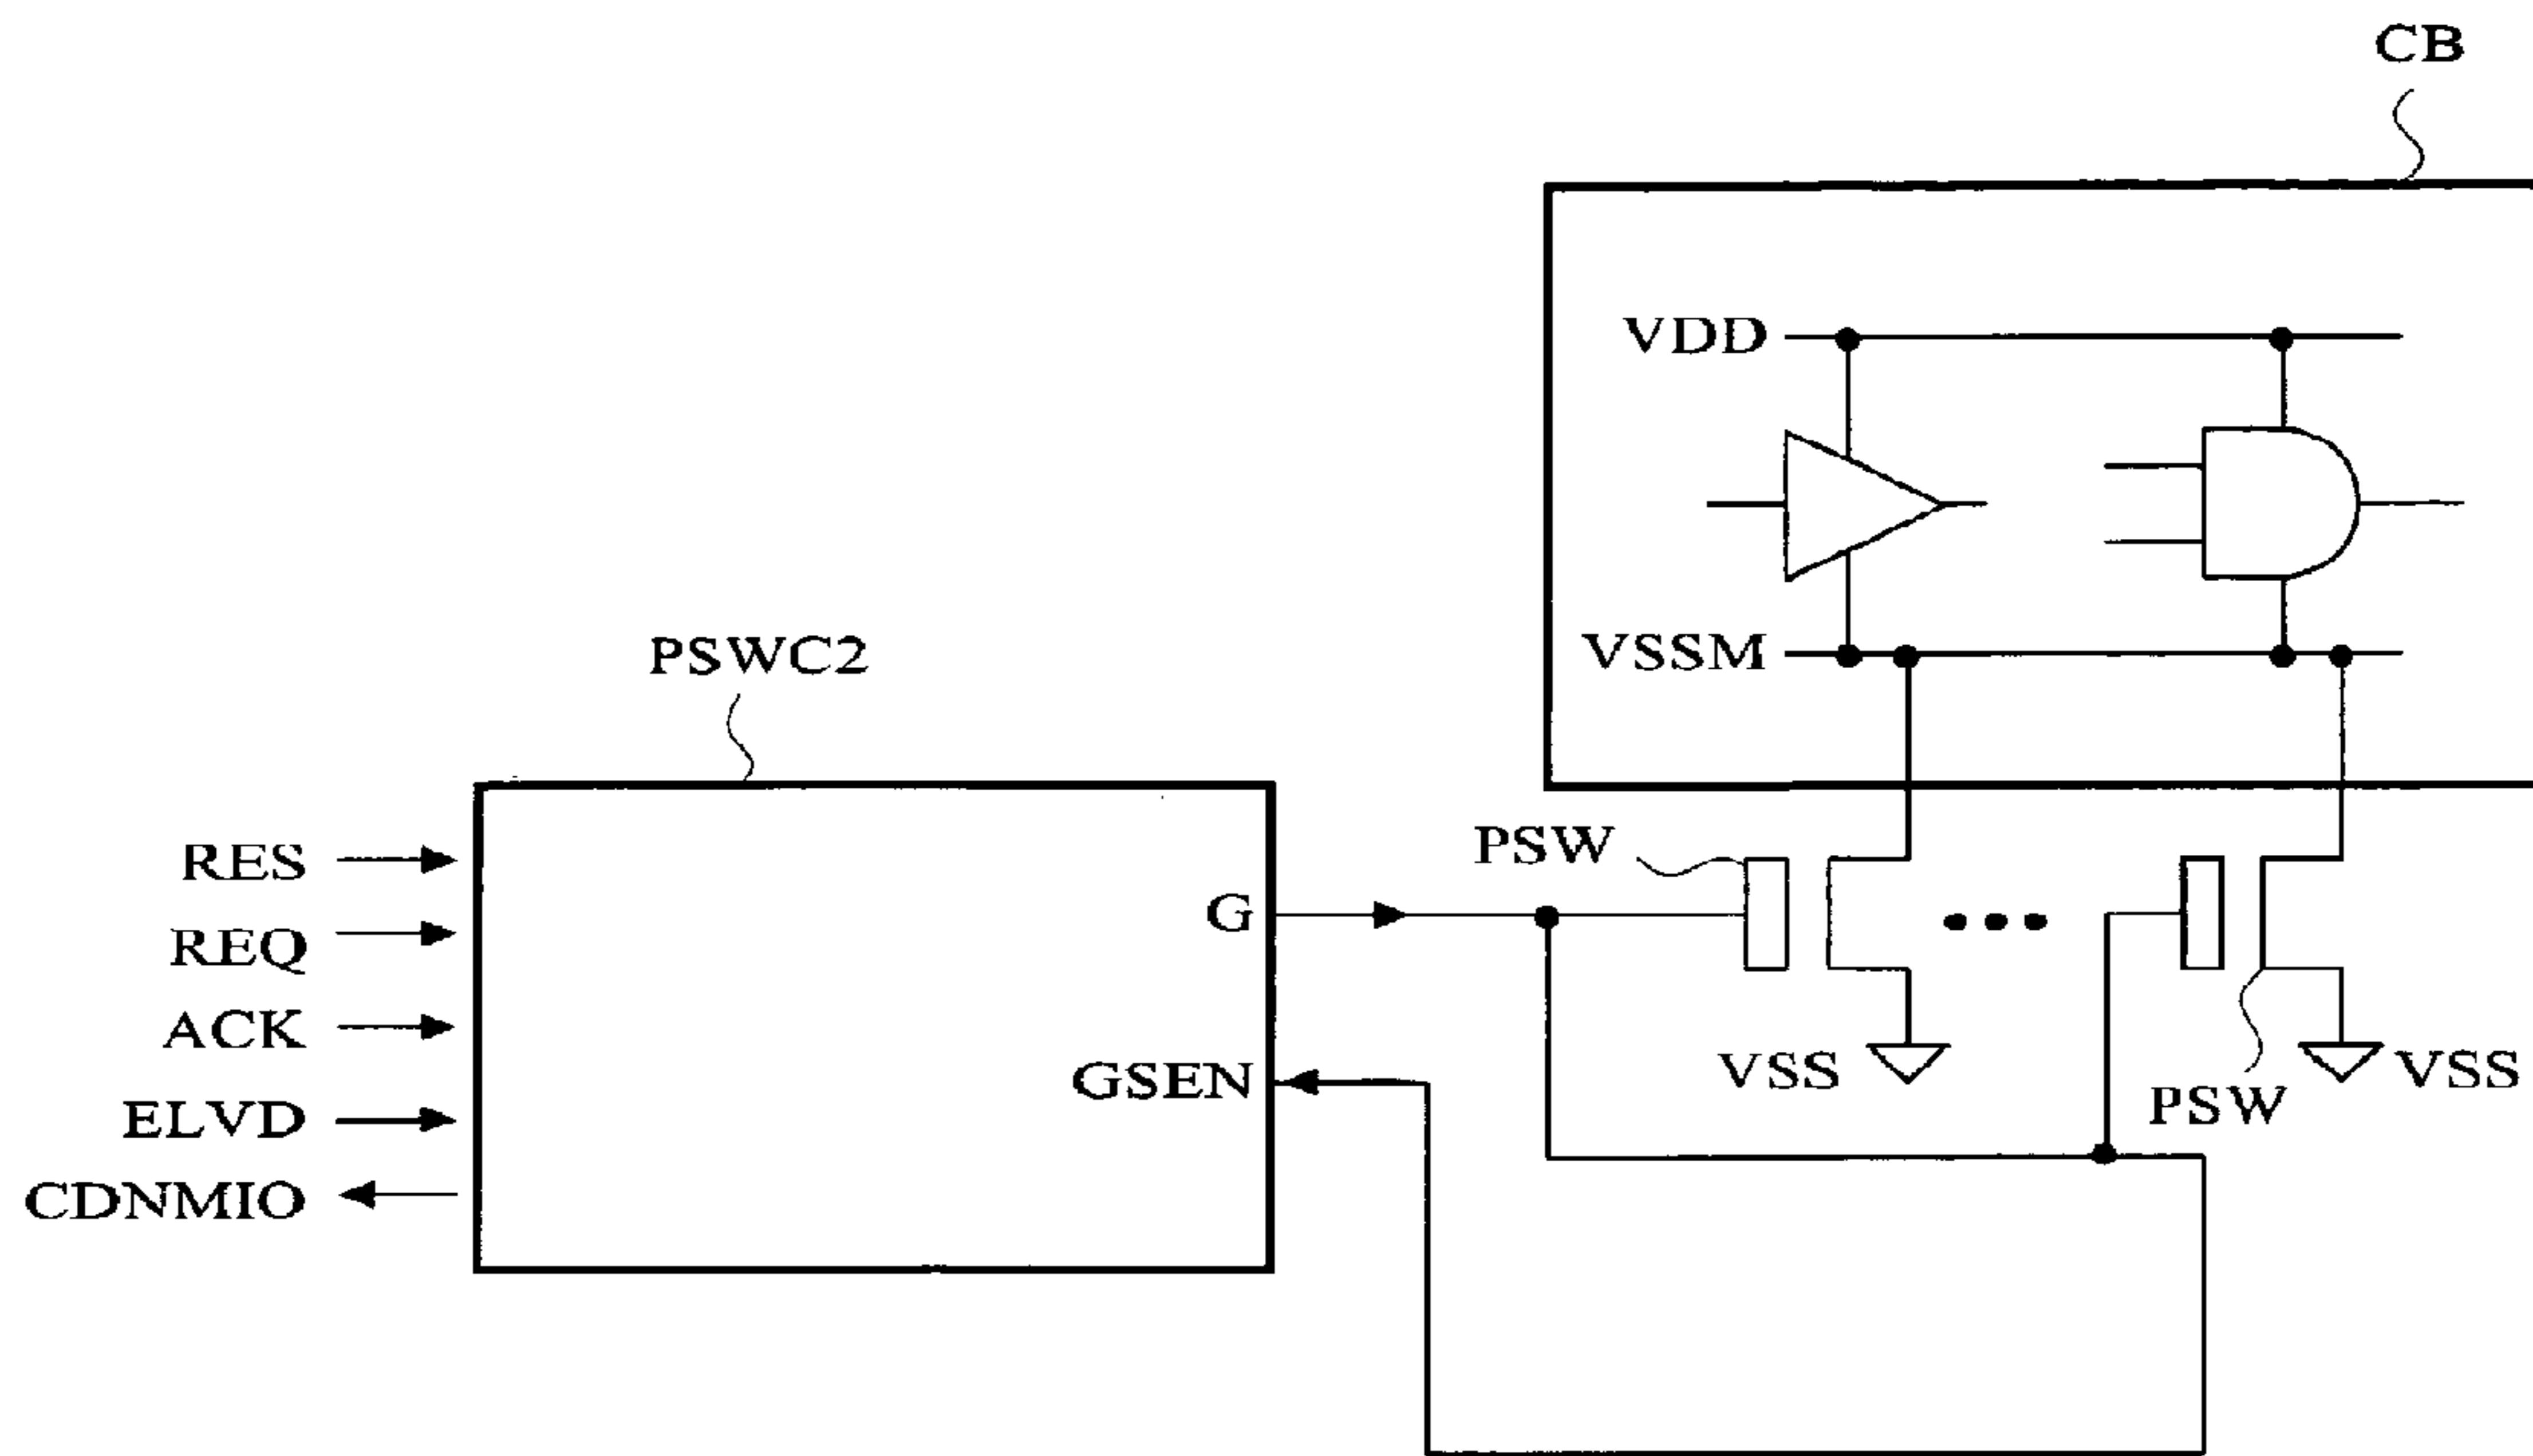 CB
VDD
VSSM
PSWC2
PSW
RES
REQ
ACK
ELVD
CDNMIO
G
GSEN
VSS
PSW
VSS